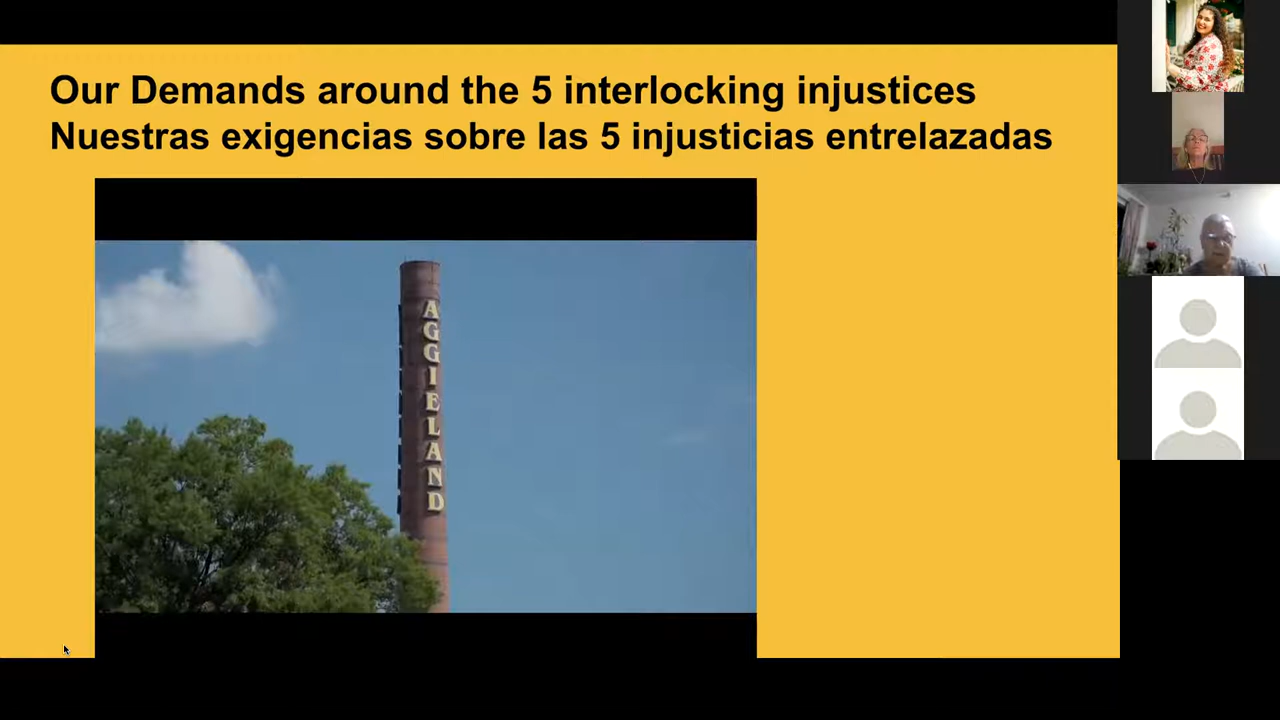 Our Demands around the 5 interlocking injustices
Nuestras exigencias sobre las 5 injusticias entrelazadas
AGGIELAND